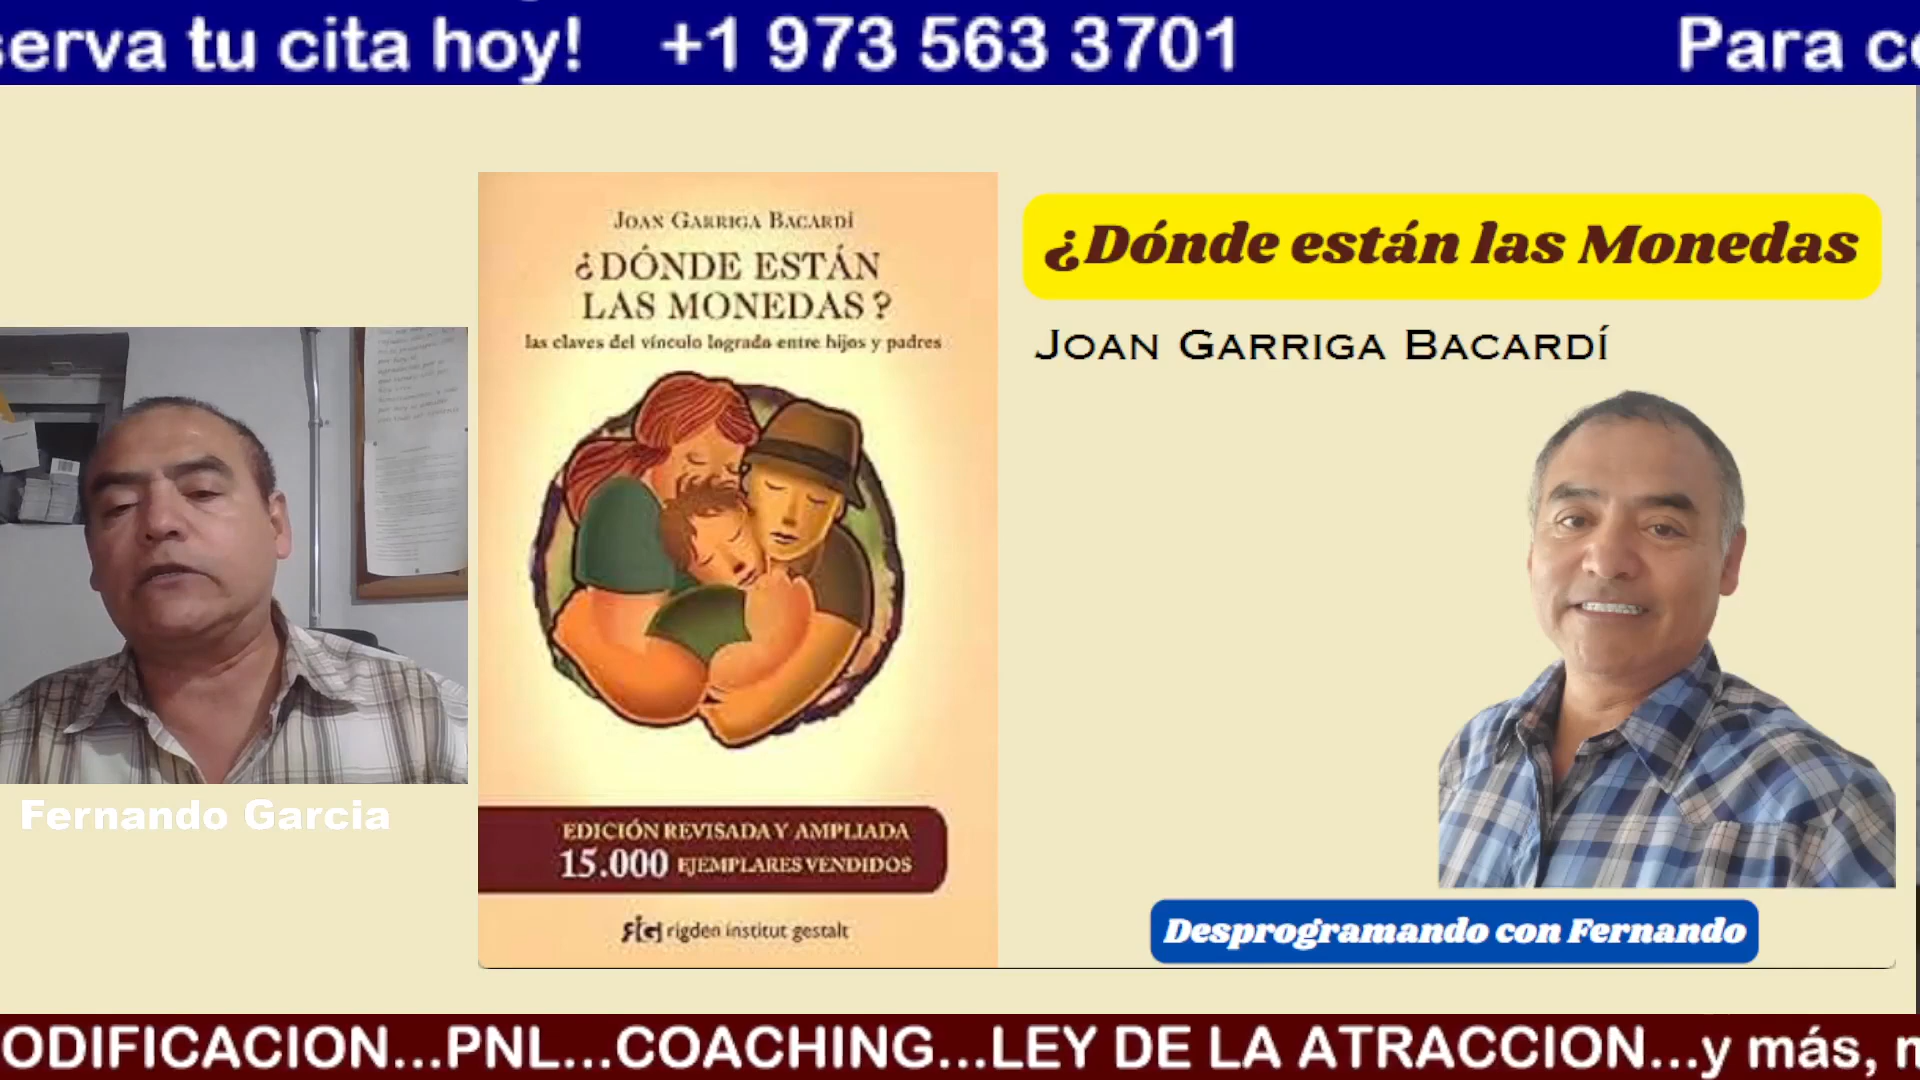 serva tu cita hoy! +1 973 563 3701 Para co
JOAN GARRIGA BACARDÍ
¿DÓNDE ESTÁN
LAS MONEDAS?
las claves del vínculo logrado entre hijos y padres
EDICIÓN REVISADA Y AMPLIADA
15.000 EJEMPLARES VENDIDOS
rigden institut gestalt
¿Dónde están las Monedas
JOAN GARRIGA BACARDÍ
Fernando Garcia
Desprogramando con Fernando
ODIFICACION...PNL...COACHING...LEY DE LA ATRACCION...y más, m